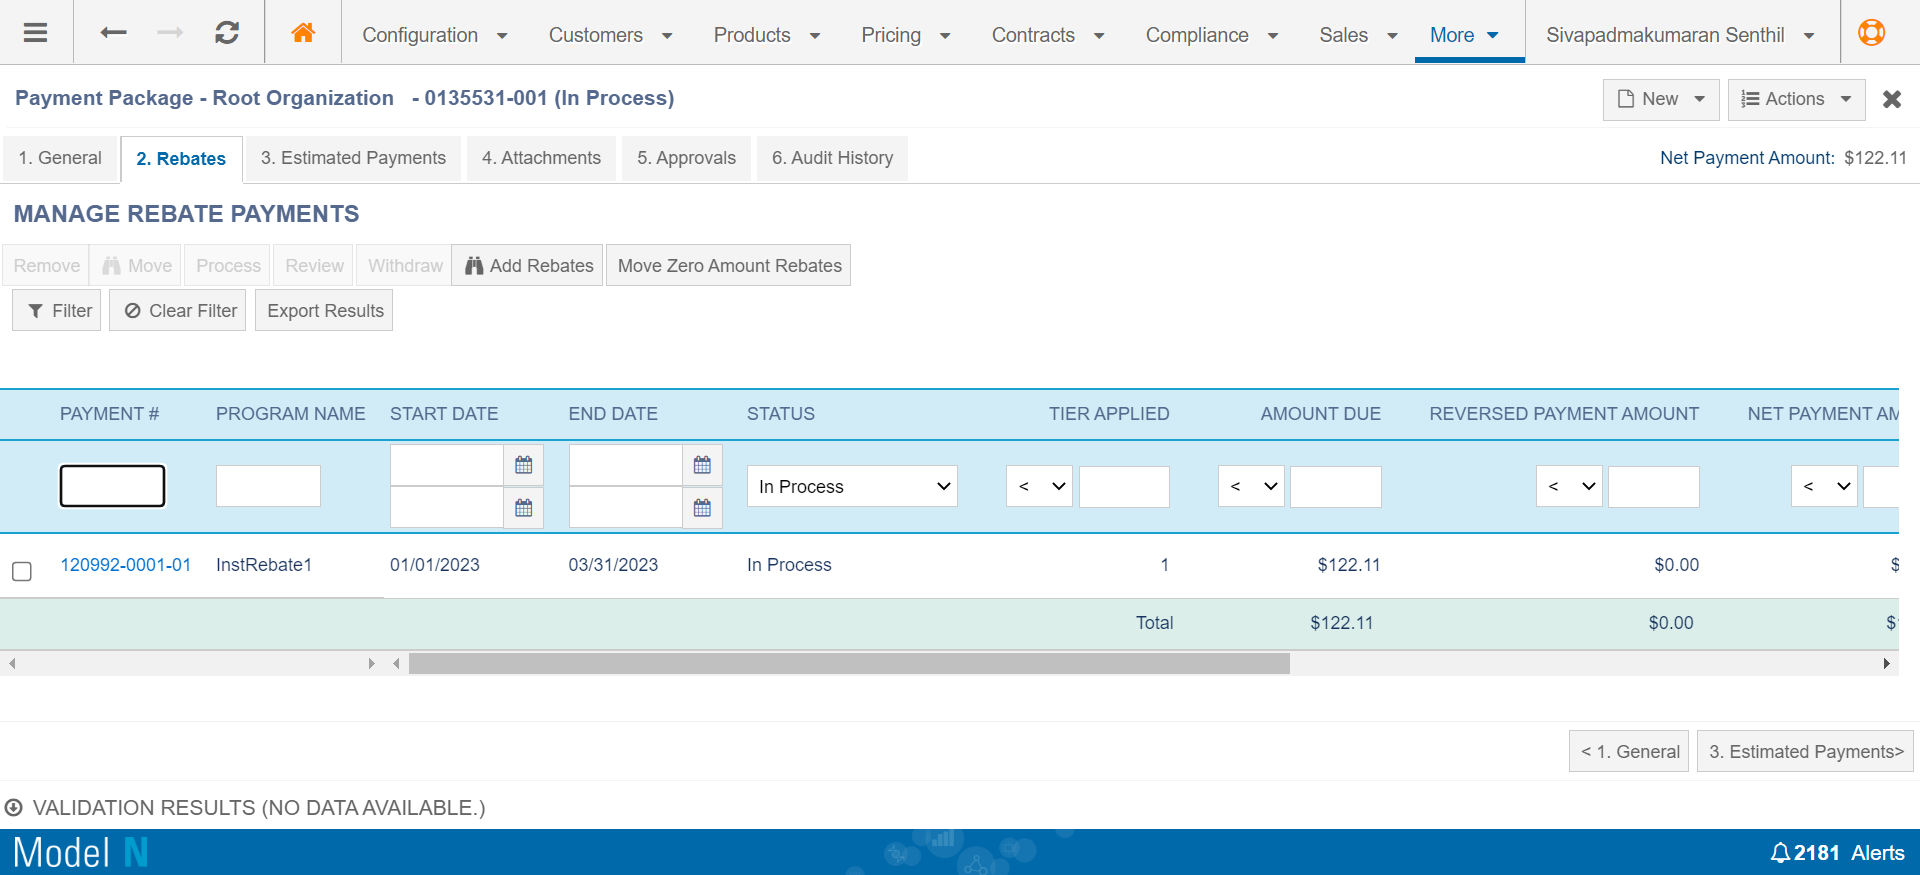 Configuration Customers Products Pricing Contracts Compliance Sales More Sivapadmakumaran Senthil
Payment Package - Root Organization - 0135531-001 (In Process) New Actions
1. General 2. Rebates 3. Estimated Payments 4. Attachments 5. Approvals 6. Audit History Net Payment Amount: $122.11
MANAGE REBATE PAYMENTS
Remove Move Process Review Withdraw Add Rebates Move Zero Amount Rebates
Filter Clear Filter Export Results
PAYMENT # PROGRAM NAME START DATE END DATE STATUS TIER APPLIED AMOUNT DUE REVERSED PAYMENT AMOUNT NET PAYMENT AM
In Process < < < <
120992-0001-01 InstRebate1 01/01/2023 03/31/2023 In Process 1 $122.11 $0.00 $
Total $122.11 $0.00 $
< 1. General 3. Estimated Payments>
VALIDATION RESULTS (NO DATA AVAILABLE.)
Model N 2181 Alerts